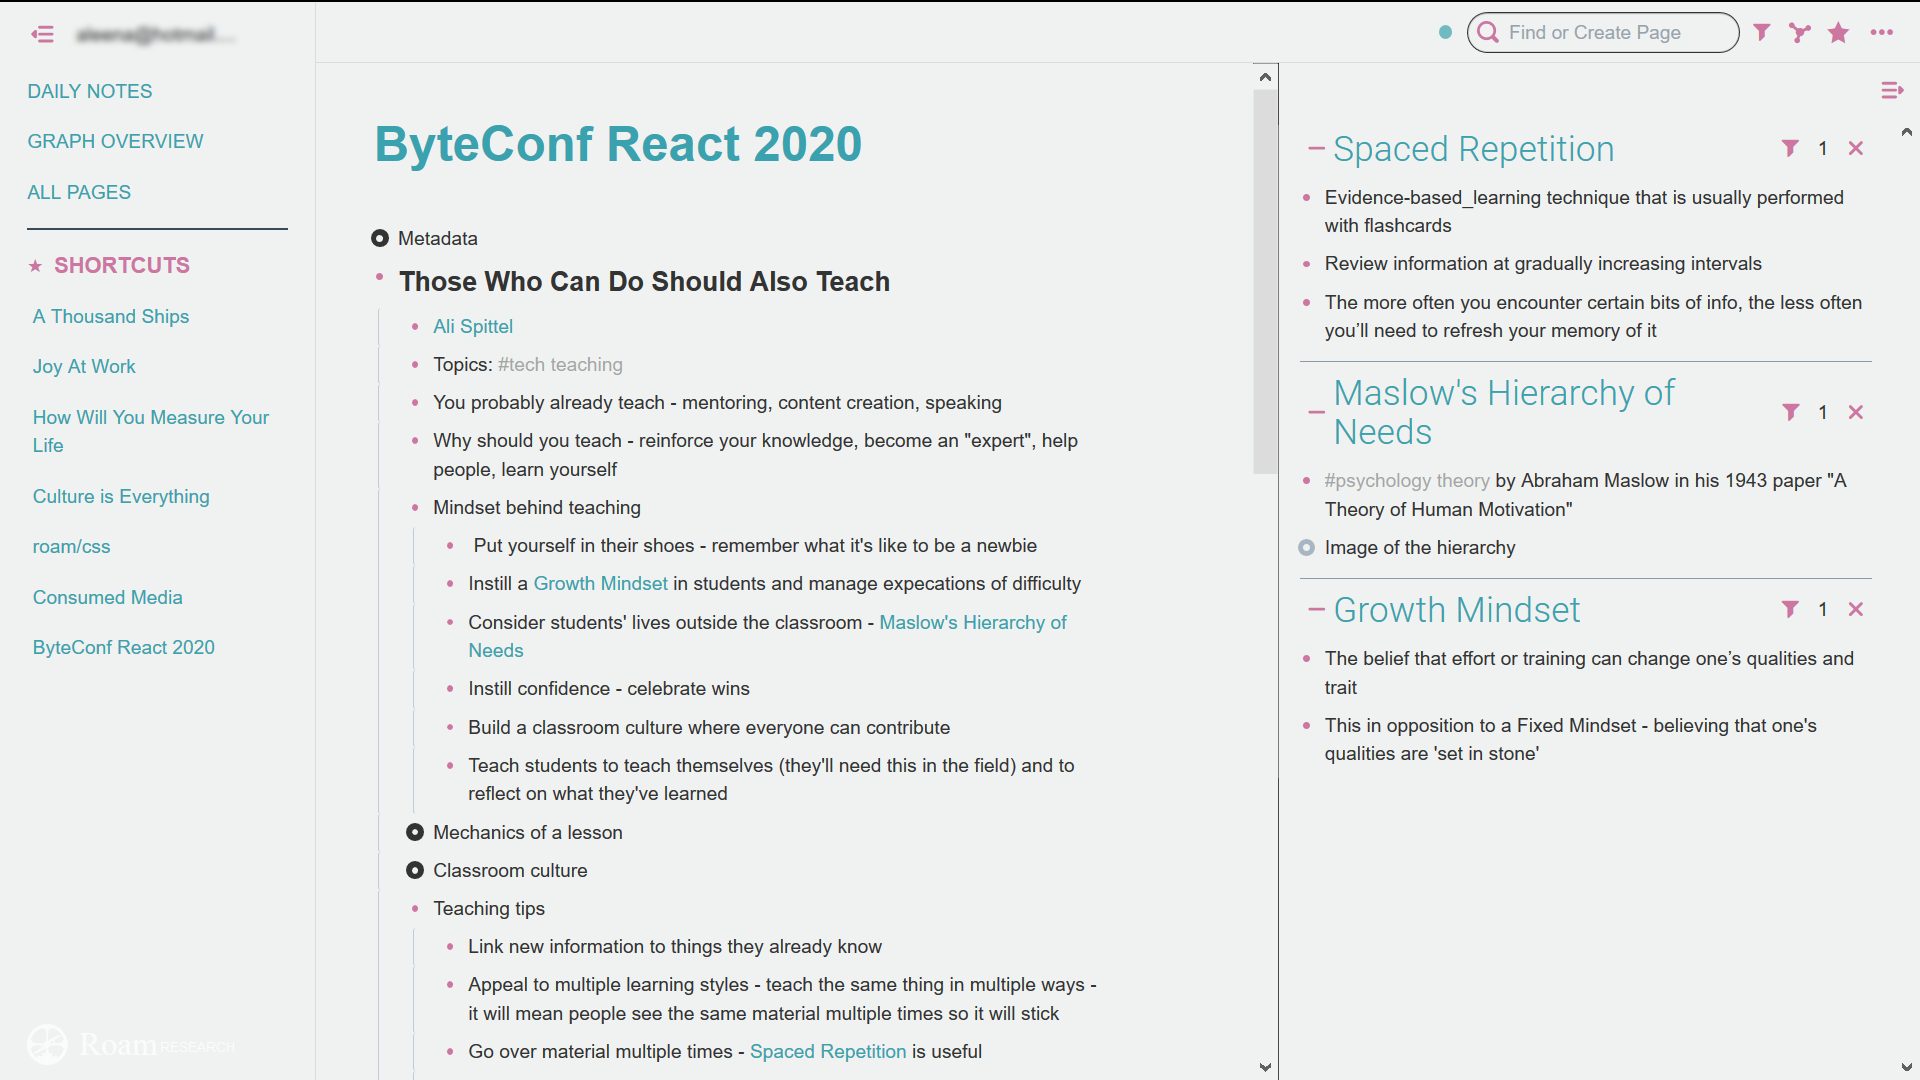 DAILY NOTES
GRAPH OVERVIEW
ALL PAGES
SHORTCUTS
A Thousand Ships
Joy At Work
How Will You Measure Your
Life
Culture is Everything
roam/css
Consumed Media
ByteConf React 2020
Roam RESEARCH
Find or Create Page
ByteConf React 2020
Metadata
Those Who Can Do Should Also Teach
Ali Spittel
Topics: #tech teaching
You probably already teach - mentoring, content creation, speaking
Why should you teach - reinforce your knowledge, become an "expert", help
people, learn yourself
Mindset behind teaching
Put yourself in their shoes - remember what it's like to be a newbie
Instill a Growth Mindset in students and manage expecations of difficulty
Consider students' lives outside the classroom - Maslow's Hierarchy of
Needs
Instill confidence - celebrate wins
Build a classroom culture where everyone can contribute
Teach students to teach themselves (they'll need this in the field) and to
reflect on what they've learned
Mechanics of a lesson
Classroom culture
Teaching tips
Link new information to things they already know
Appeal to multiple learning styles - teach the same thing in multiple ways -
it will mean people see the same material multiple times so it will stick
Go over material multiple times - Spaced Repetition is useful
Spaced Repetition 1
Evidence-based_learning technique that is usually performed
with flashcards
Review information at gradually increasing intervals
The more often you encounter certain bits of info, the less often
you’ll need to refresh your memory of it
Maslow's Hierarchy of
Needs 1
#psychology theory by Abraham Maslow in his 1943 paper "A
Theory of Human Motivation"
Image of the hierarchy
Growth Mindset 1
The belief that effort or training can change one’s qualities and
trait
This in opposition to a Fixed Mindset - believing that one's
qualities are 'set in stone'